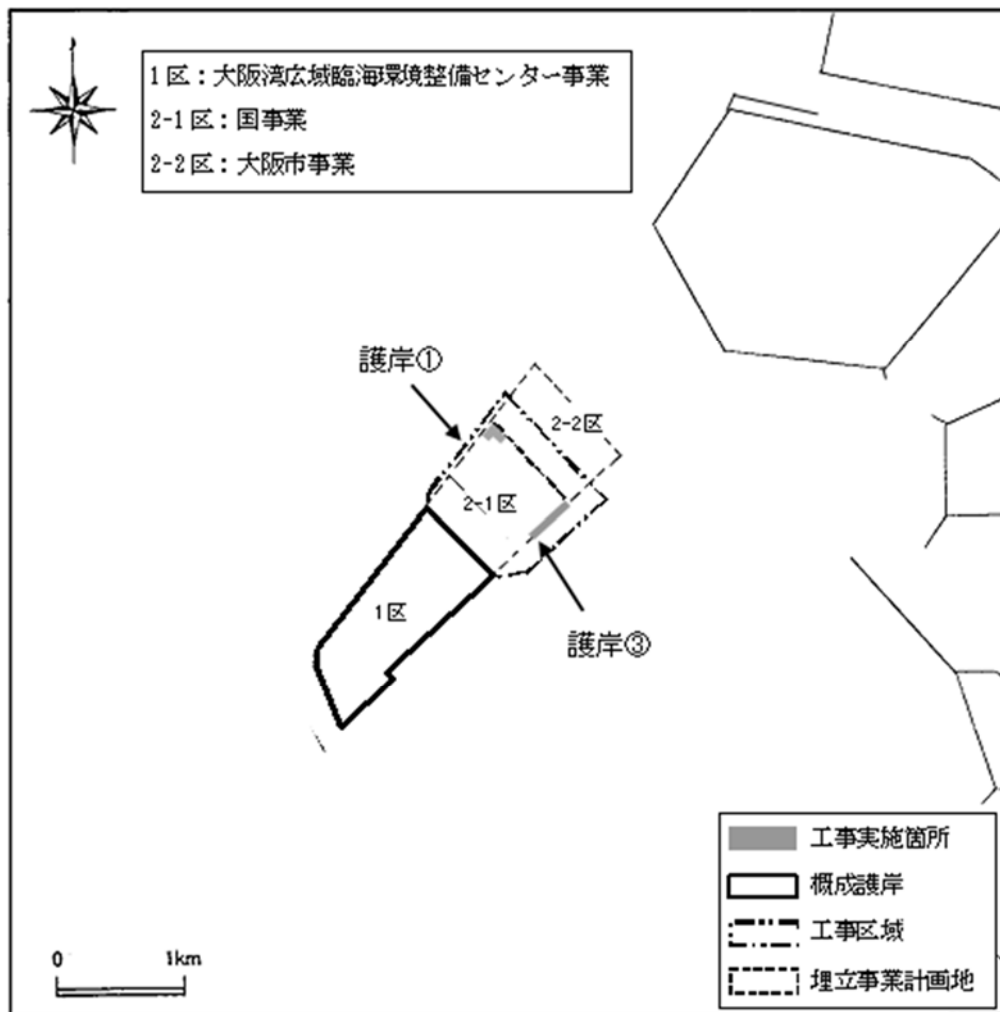 1区：大阪湾広域臨海環境整備センター事業
2-1区：国事業
2-2区：大阪市事業
護岸①
2-2区
2-1区
1区
護岸③
工事実施箇所
概成護岸
工事区域
埋立事業計画地
0 1km